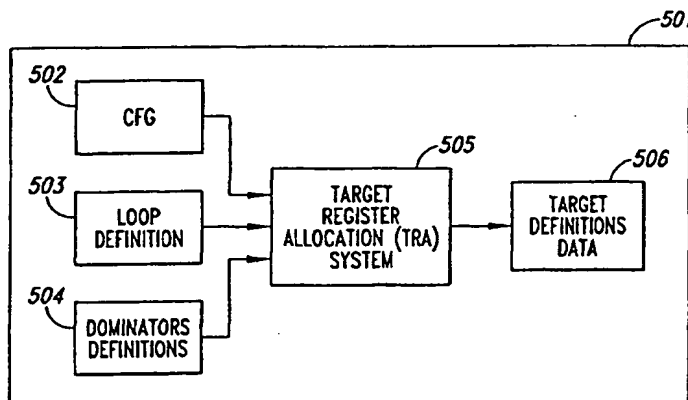 501
502
CFG
503
LOOP
DEFINITION
504
DOMINATORS
DEFINITIONS
505
TARGET
REGISTER
ALLOCATION (TRA)
SYSTEM
506
TARGET
DEFINITIONS
DATA